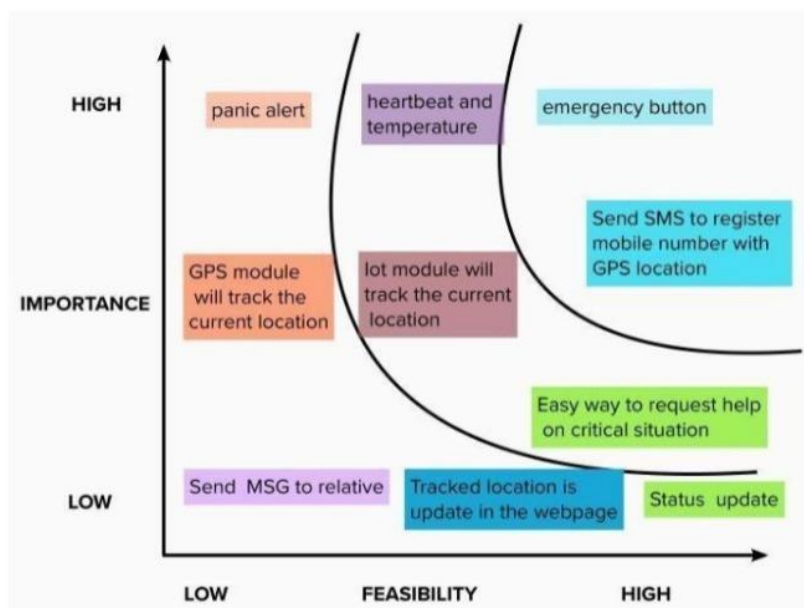 HIGH
panic alert
heartbeat and
temperature
emergency button
Send SMS to register
mobile number with
GPS location
IMPORTANCE
GPS module
will track the
current location
Iot module will
track the current
location
Easy way to request help
on critical situation
LOW
Send MSG to relative
Tracked location is
update in the webpage
Status update
LOW
FEASIBILITY
HIGH